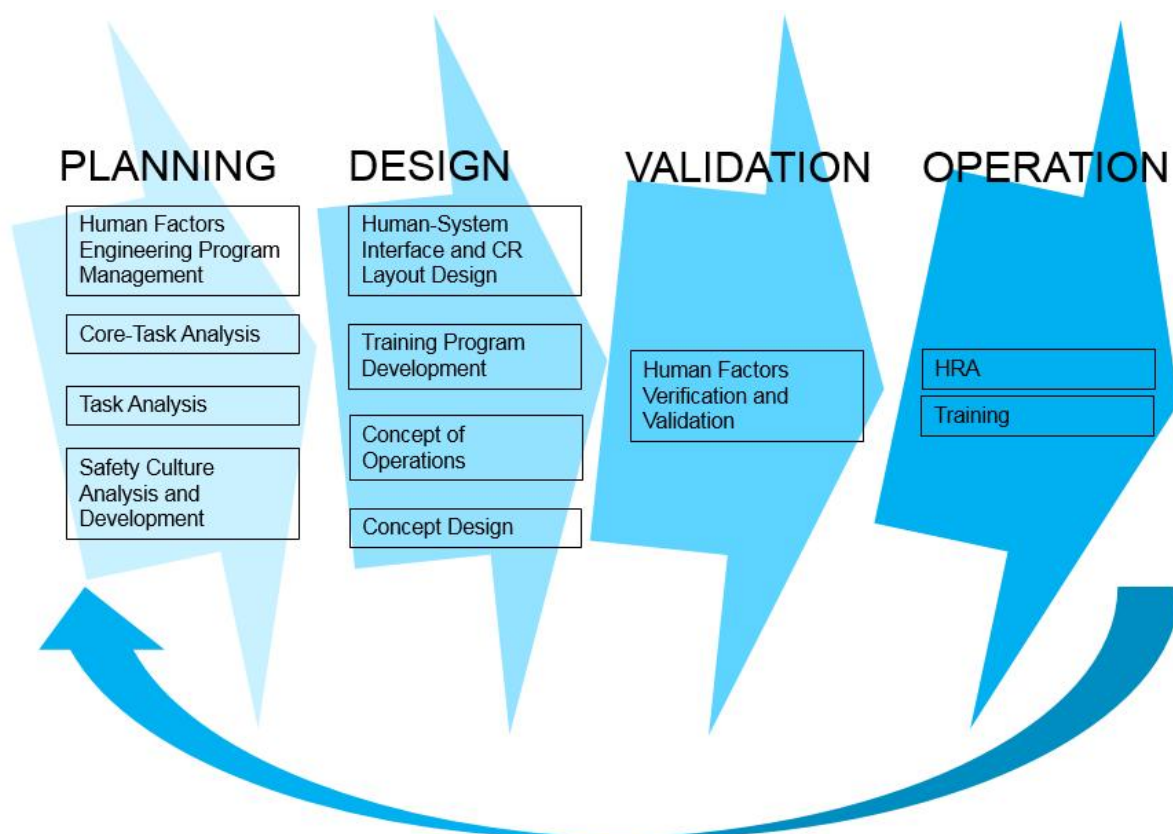 PLANNING
Human Factors
Engineering Program
Management
Core-Task Analysis
Task Analysis
Safety Culture
Analysis and
Development
DESIGN
Human-System
Interface and CR
Layout Design
Training Program
Development
Concept of
Operations
Concept Design
VALIDATION
Human Factors
Verification and
Validation
OPERATION
HRA
Training